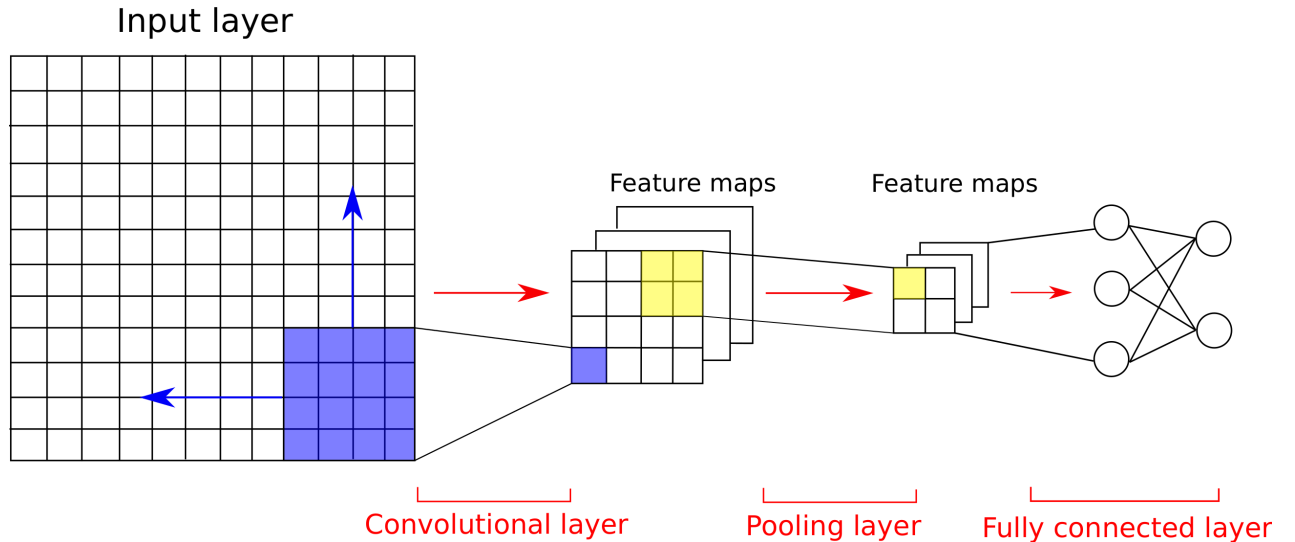 Input layer
Feature maps
Feature maps
Convolutional layer
Pooling layer
Fully connected layer